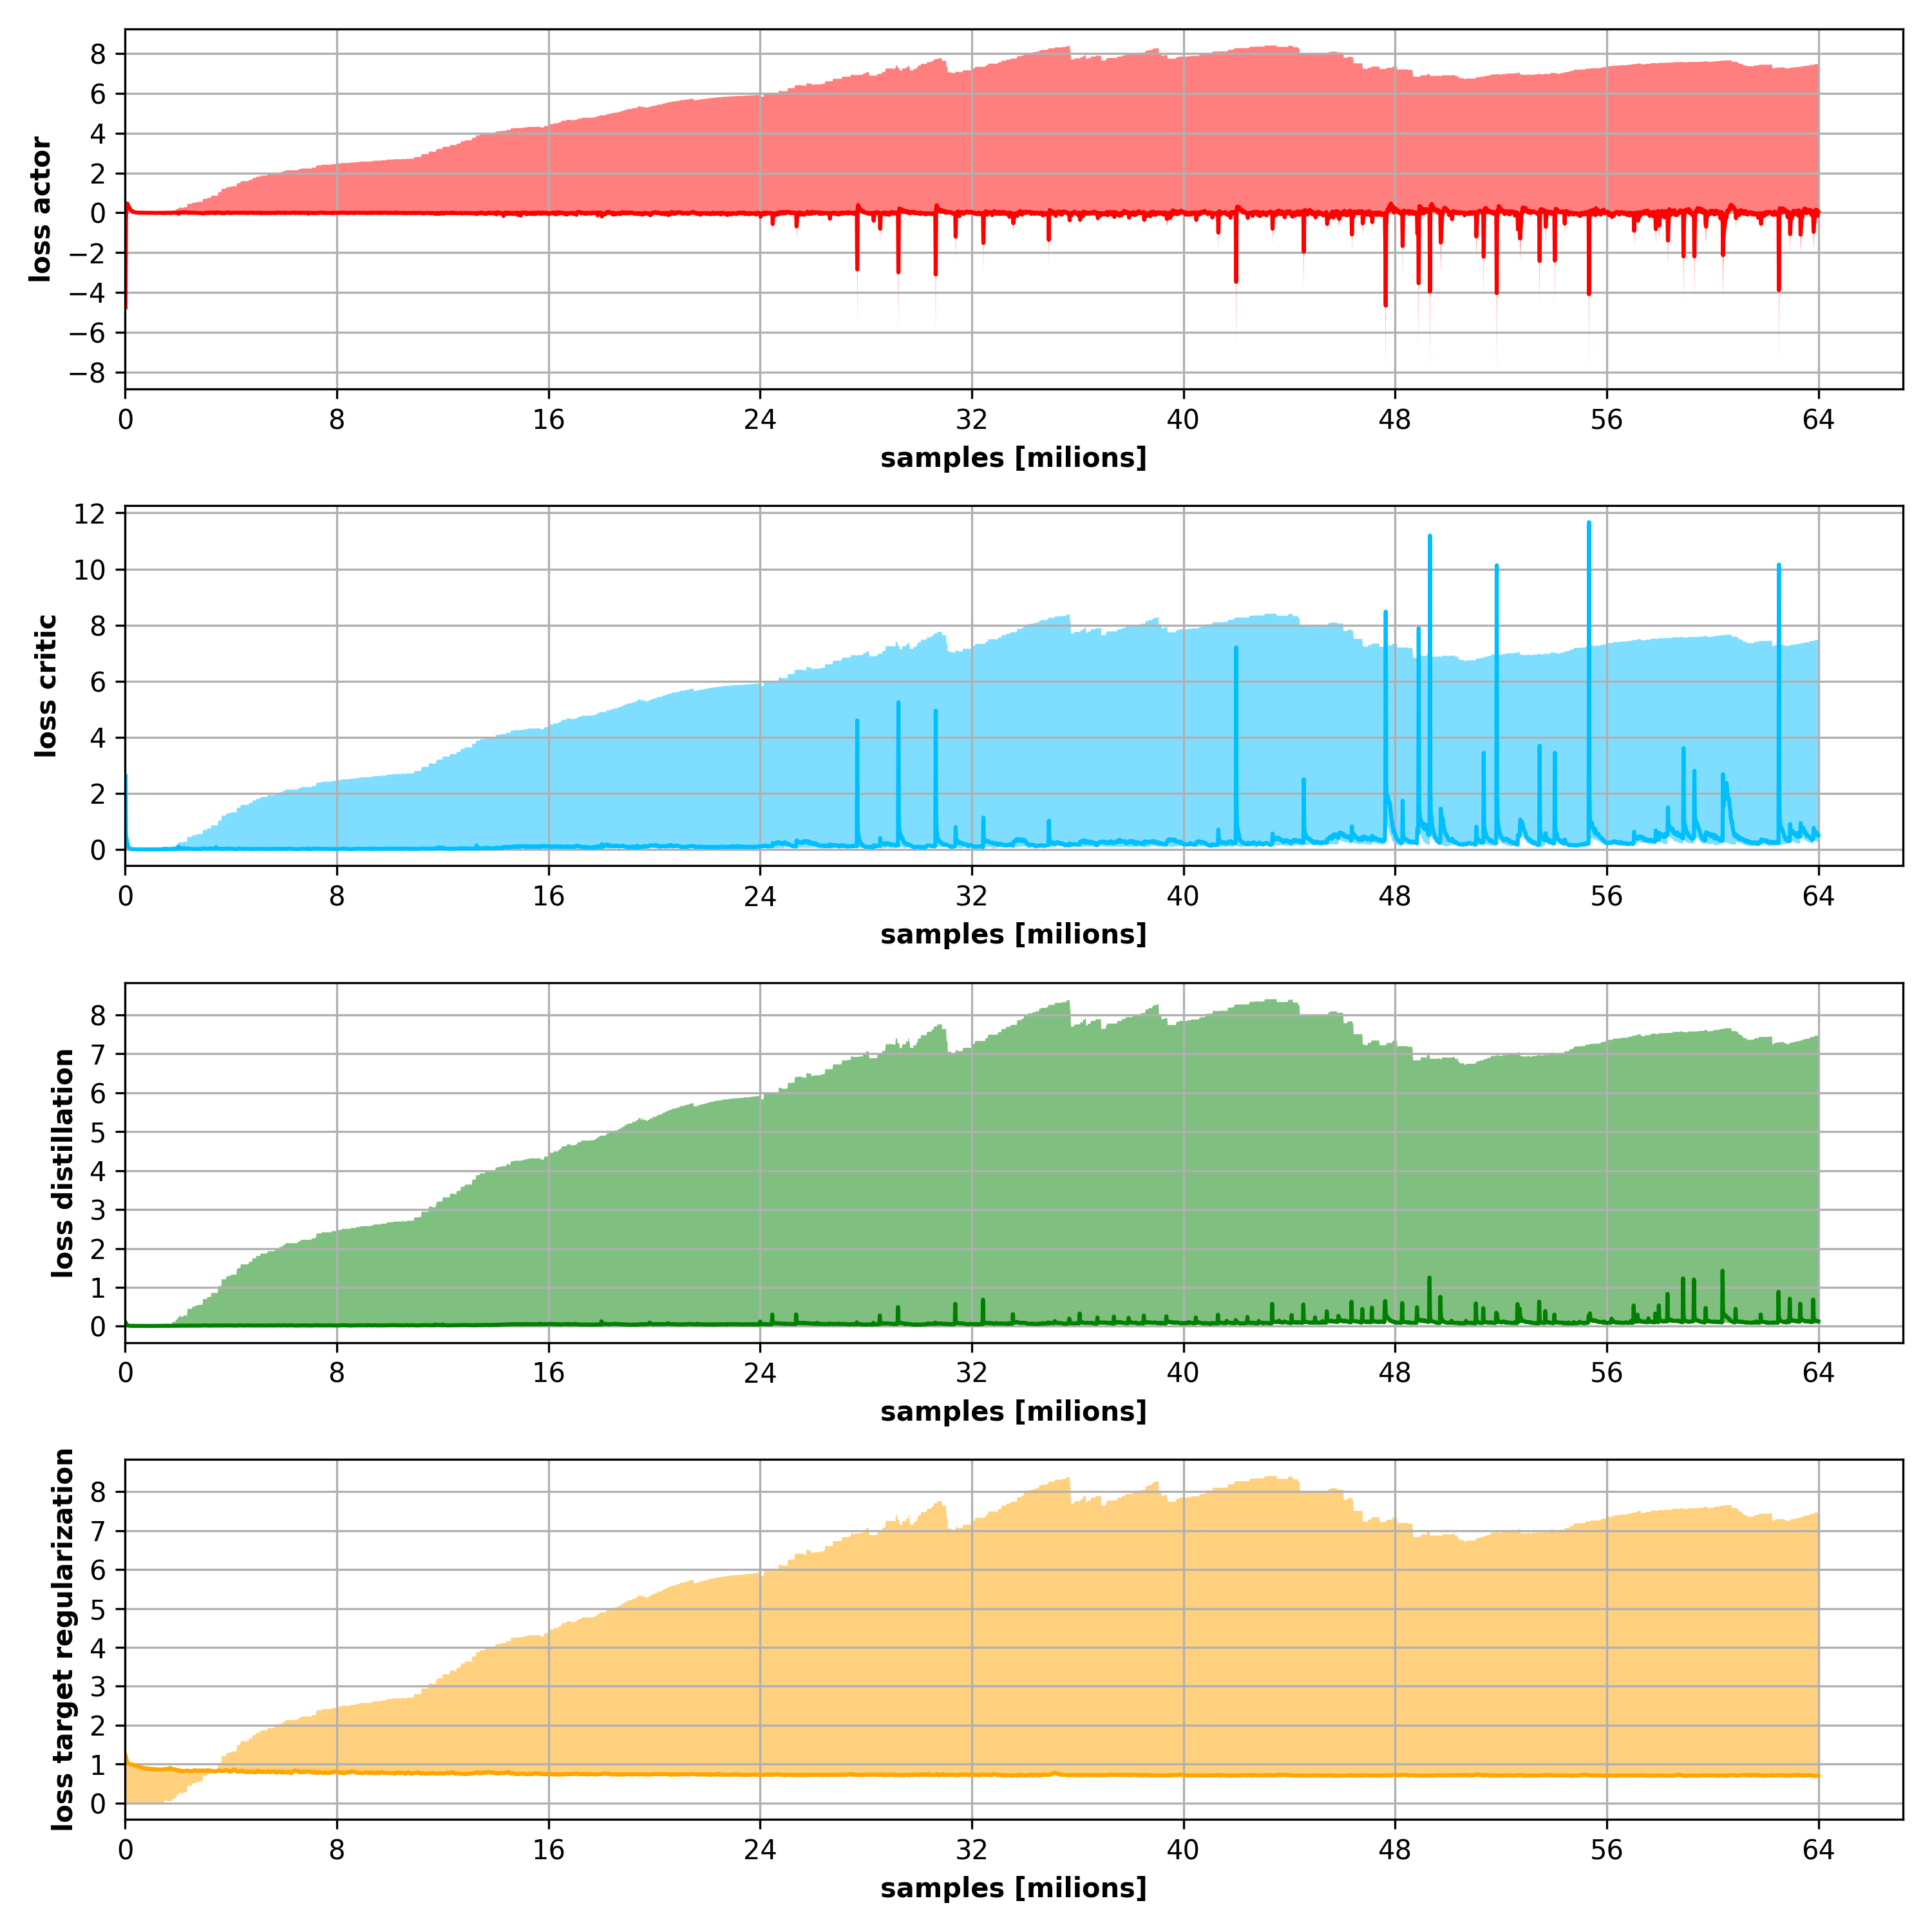 loss actor
8
6
4
2
0
−2
−4
−6
−8
0 8 16 24 32 40 48 56 64
samples [milions]
loss critic
12
10
8
6
4
2
0
0 8 16 24 32 40 48 56 64
samples [milions]
loss distillation
8
7
6
5
4
3
2
1
0
0 8 16 24 32 40 48 56 64
samples [milions]
loss target regularization
8
7
6
5
4
3
2
1
0
0 8 16 24 32 40 48 56 64
samples [milions]